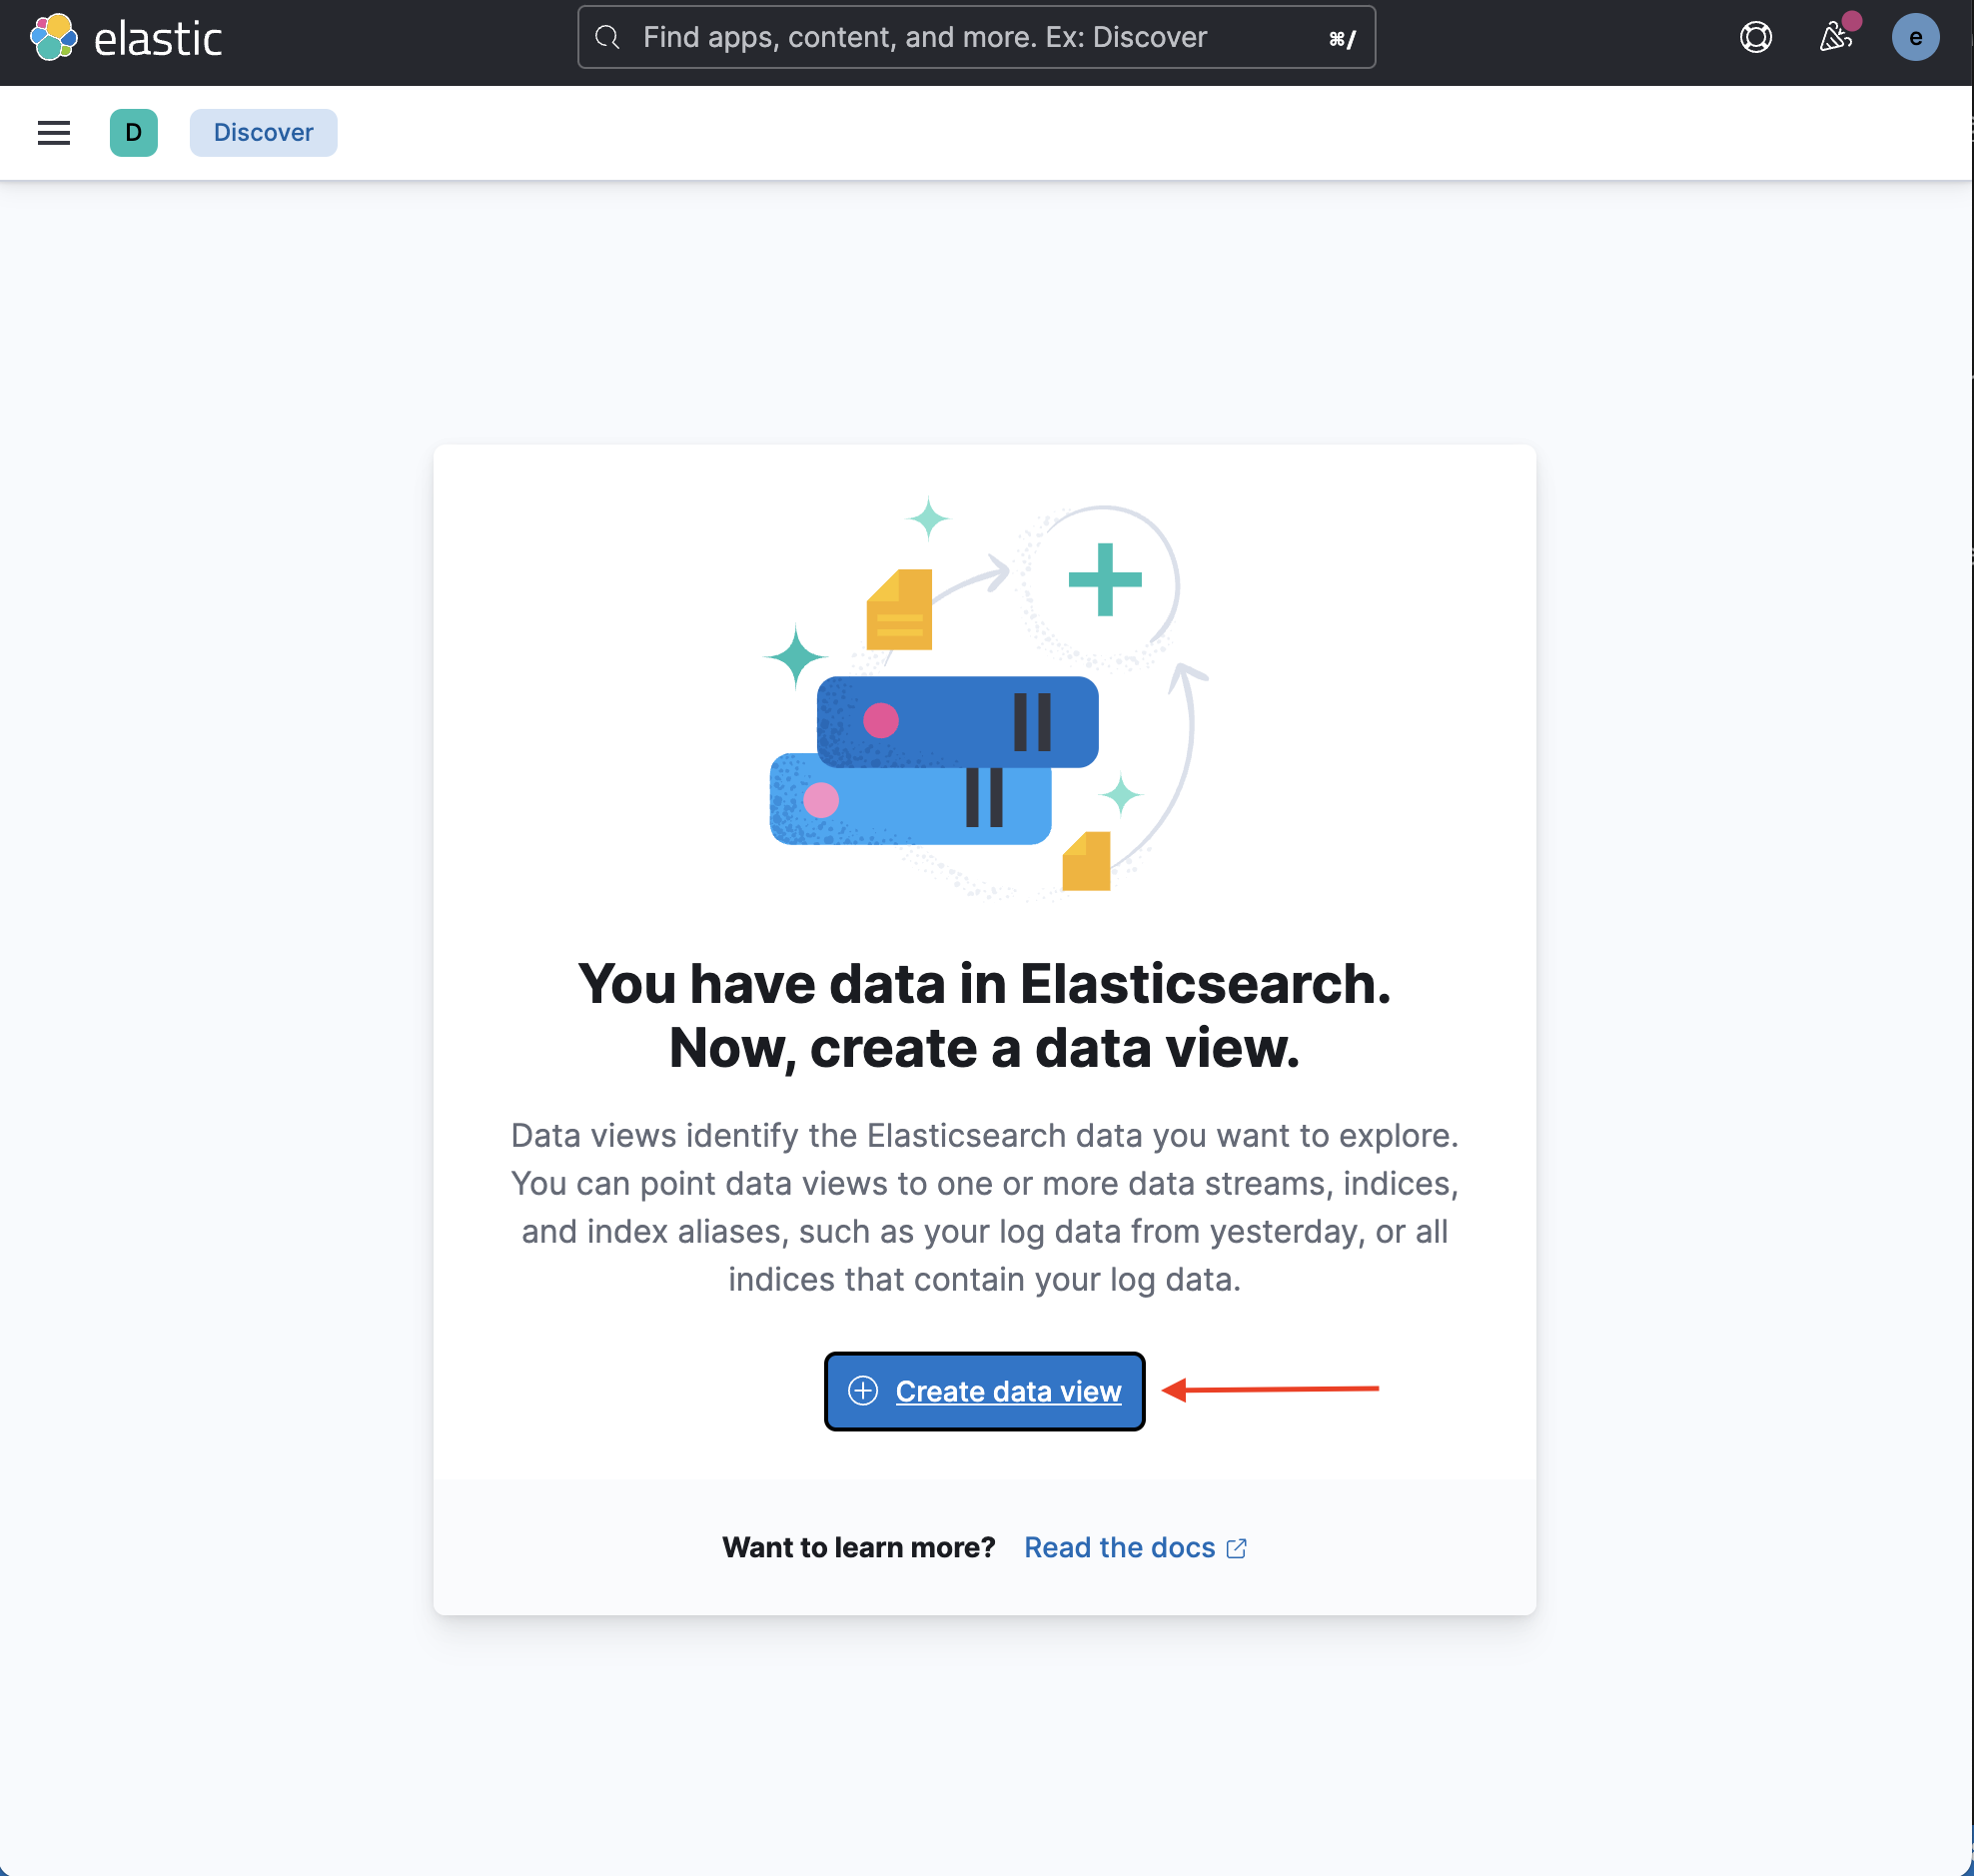 elastic
Find apps, content, and more. Ex: Discover
⌘/
e
D
Discover
You have data in Elasticsearch.
Now, create a data view.
Data views identify the Elasticsearch data you want to explore.
You can point data views to one or more data streams, indices,
and index aliases, such as your log data from yesterday, or all
indices that contain your log data.
Create data view
Want to learn more? Read the docs